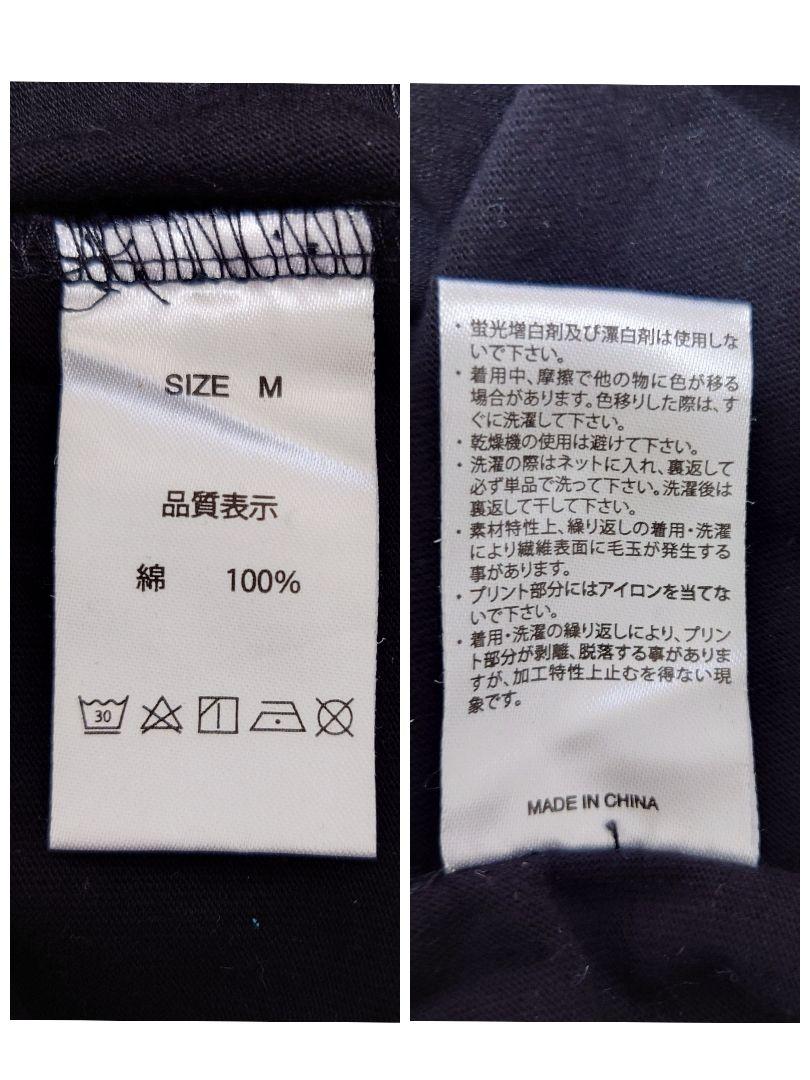 SIZE M
品質表示
綿 100%
30
・蛍光増白剤及び漂白剤は使用しな
いで下さい。
・着用中、摩擦で他の物に色が移る
場合があります。色移りした際は、す
ぐに洗濯して下さい。
・乾燥機の使用は避けて下さい。
・洗濯の際はネットに入れ、裏返して
必ず単品で洗って下さい。洗濯後は
裏返して干して下さい。
・素材特性上、繰り返しの着用・洗濯
により繊維表面に毛玉が発生する
事があります。
・プリント部分にはアイロンを当てな
いで下さい。
・着用・洗濯の繰り返しにより、プリン
ト部分が剥離、脱落する事がありま
すが、加工特性上止むを得ない現
象です。
MADE IN CHINA